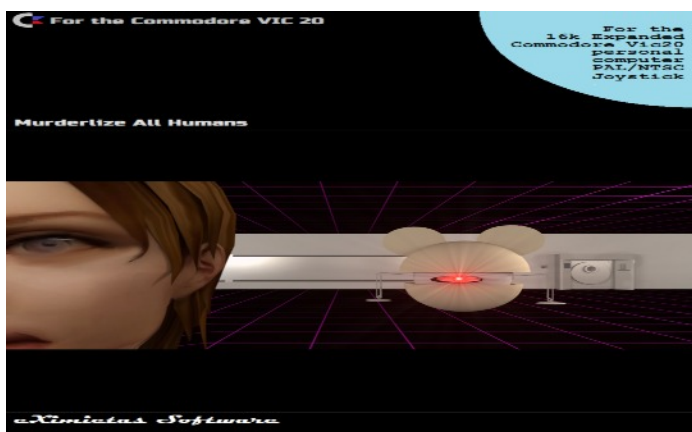 For the Commodore VIC 20
For the
16k Expanded
Commodore Vic20
personal
computer
PAL/NTSC
Joystick
Murderlize All Humans
eXimietas Software